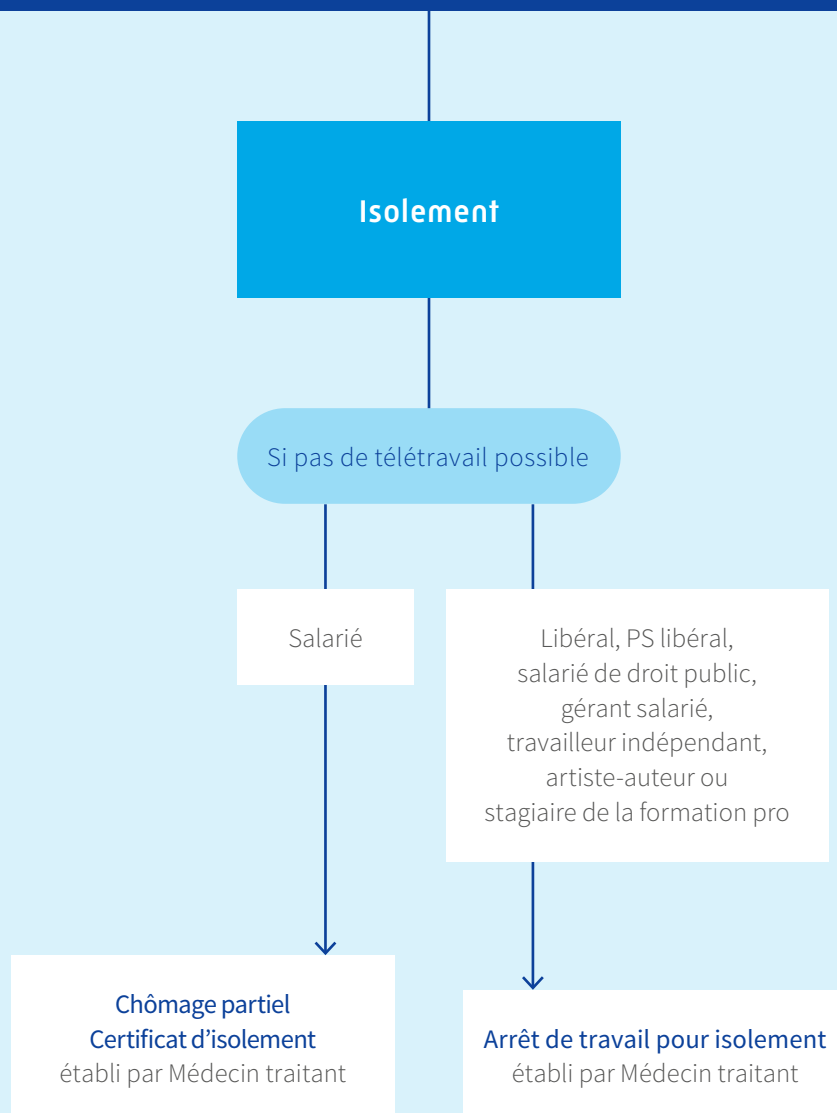 Isolement
Si pas de télétravail possible
Salarié
Libéral, PS libéral,
salarié de droit public,
gérant salarié,
travailleur indépendant,
artiste-auteur ou
stagiaire de la formation pro
Chômage partiel
Certificat d’isolement
établi par Médecin traitant
Arrêt de travail pour isolement
établi par Médecin traitant